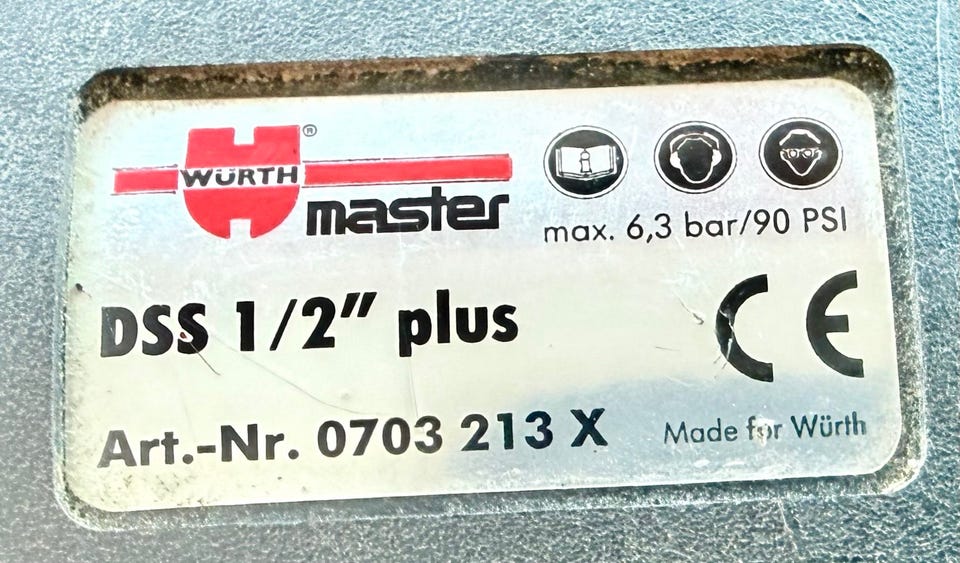 WÜRTH ®
master
max. 6,3 bar/90 PSI
DSS 1/2" plus
CE
Art.-Nr. 0703 213 X
Made for Würth